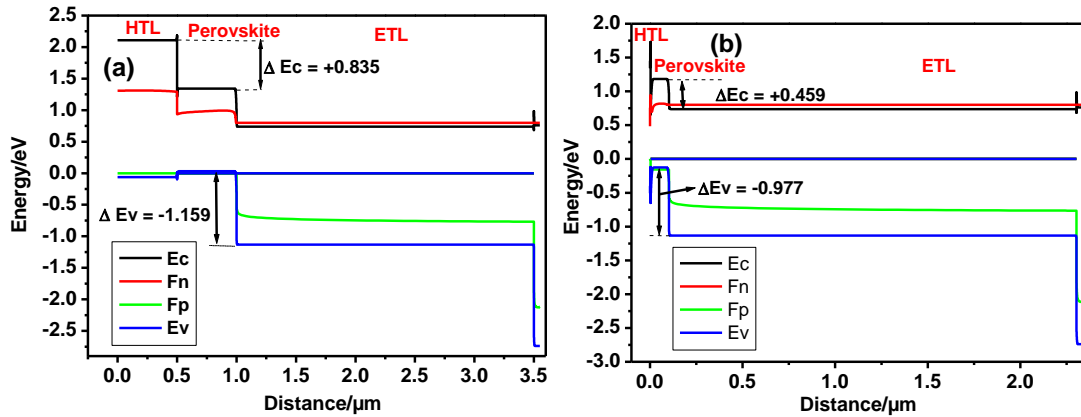 HTL Perovskite ETL
(a)
Δ Ec = +0.835
Δ Ev = -1.159
Ec
Fn
Fp
Ev
2.5
2.0
1.5
1.0
0.5
0.0
-0.5
-1.0
-1.5
-2.0
-2.5
Energy/eV
0.0 0.5 1.0 1.5 2.0 2.5 3.0 3.5
Distance/µm
HTL
(b)
Perovskite ETL
ΔEc = +0.459
ΔEv = -0.977
Ec
Fn
Fp
Ev
2.0
1.5
1.0
0.5
0.0
-0.5
-1.0
-1.5
-2.0
-2.5
-3.0
Energy/eV
0.0 0.5 1.0 1.5 2.0
Distance/µm